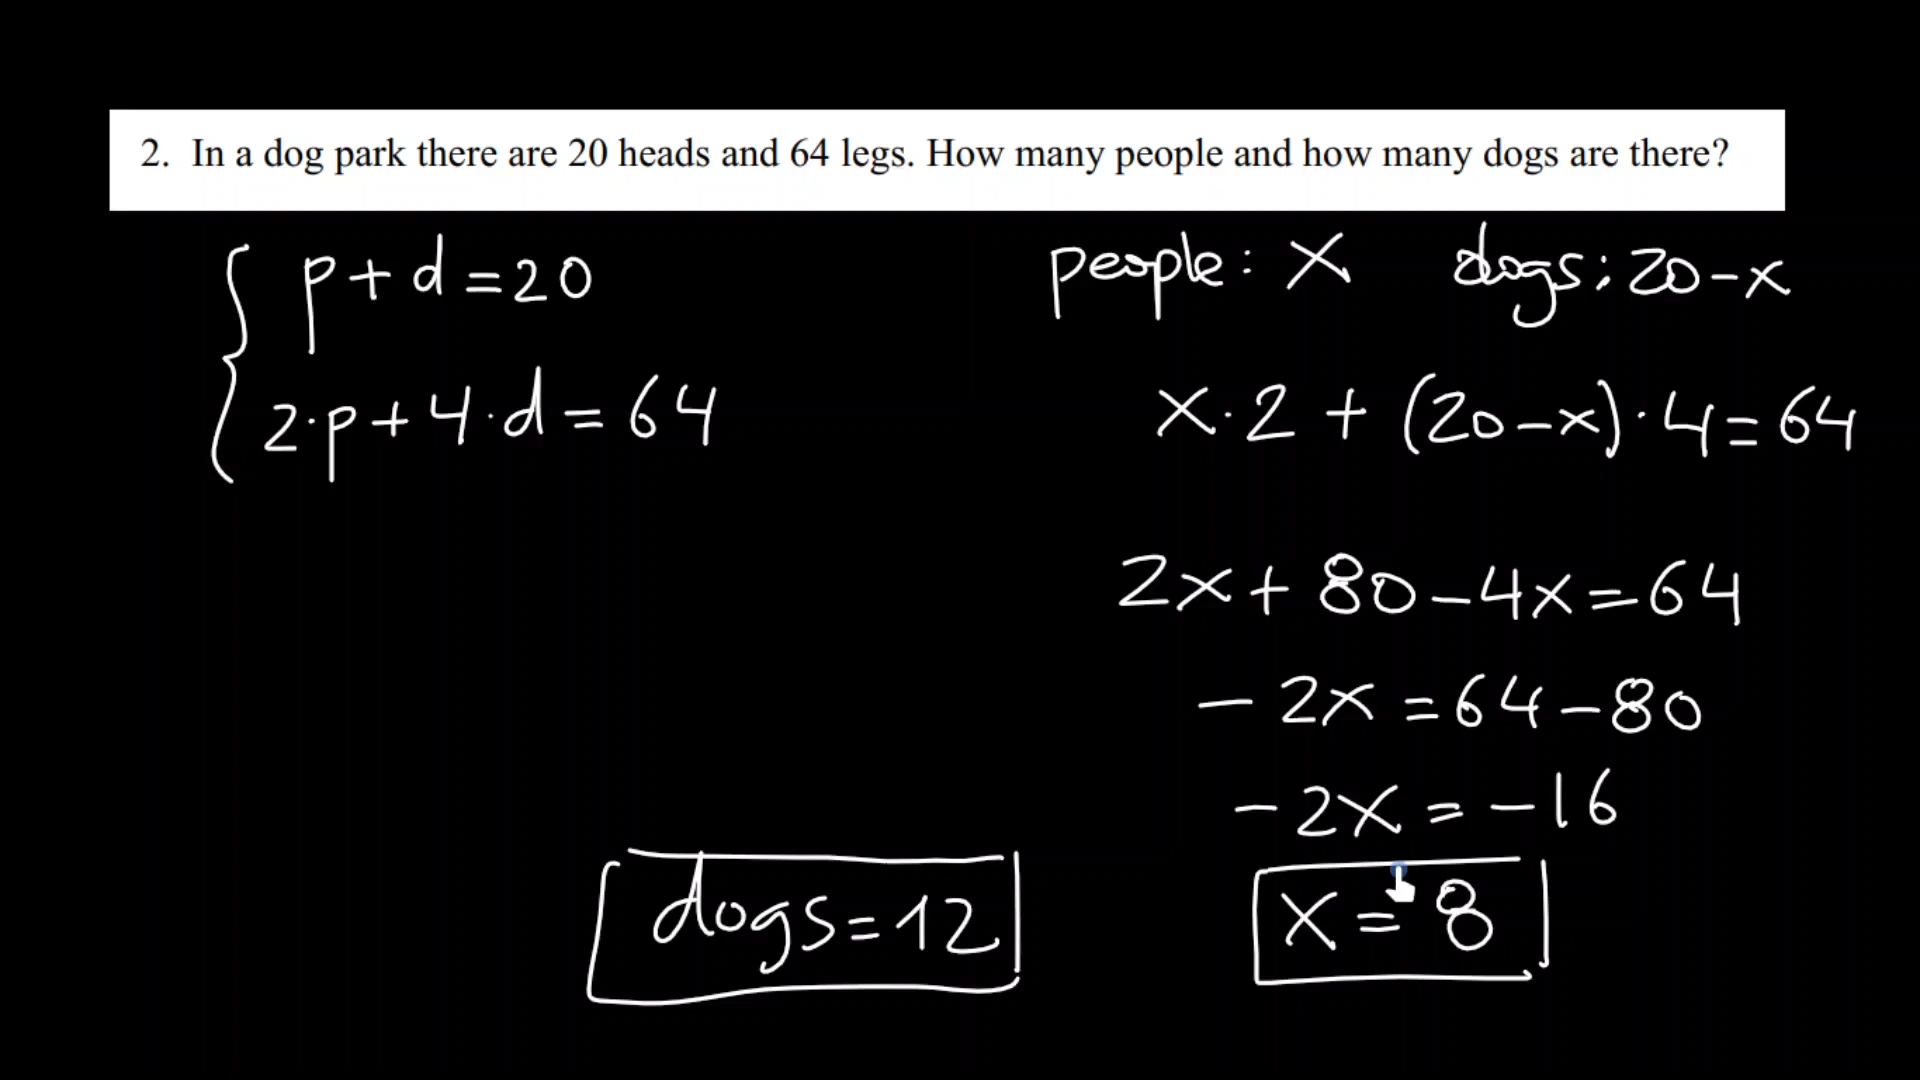 2. In a dog park there are 20 heads and 64 legs. How many people and how many dogs are there?
p+d=20
2·p+4·d=64
people: x dogs: 20-x
x·2+(20-x)·4=64
2x+80-4x=64
-2x=64-80
-2x=-16
x=8
dogs=12